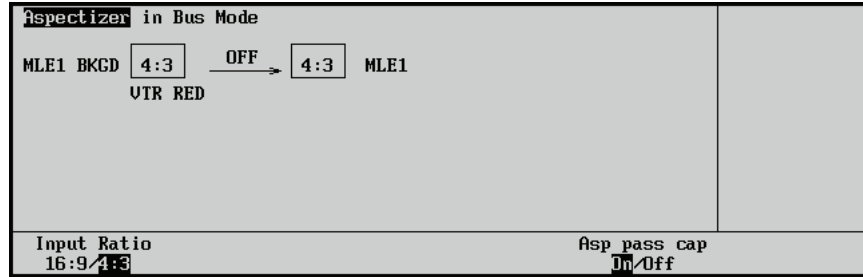 Aspectizer in Bus Mode
OFF
MLE1 BKGD 4:3 4:3 MLE1
VTR RED
Input Ratio Asp pass cap
16:9/4:3 On/Off